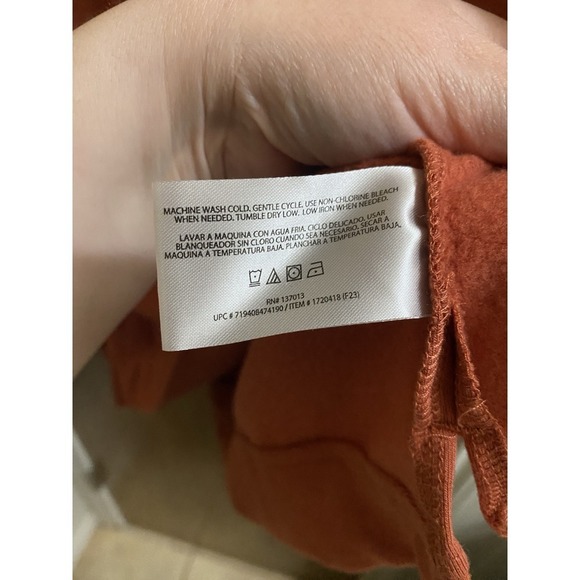 MACHINE WASH COLD. GENTLE CYCLE. USE NON-CHLORINE BLEACH
WHEN NEEDED. TUMBLE DRY LOW. LOW IRON WHEN NEEDED.
LAVAR A MAQUINA CON AGUA FRIA. CICLO DELICADO. USAR
BLANQUEADOR SIN CLORO CUANDO SEA NECESARIO. SECAR A
MAQUINA A TEMPERATURA BAJA. PLANCHAR A TEMPERATURA BAJA.
RN# 137013
UPC # 719408474190 / ITEM # 1720418 (F23)